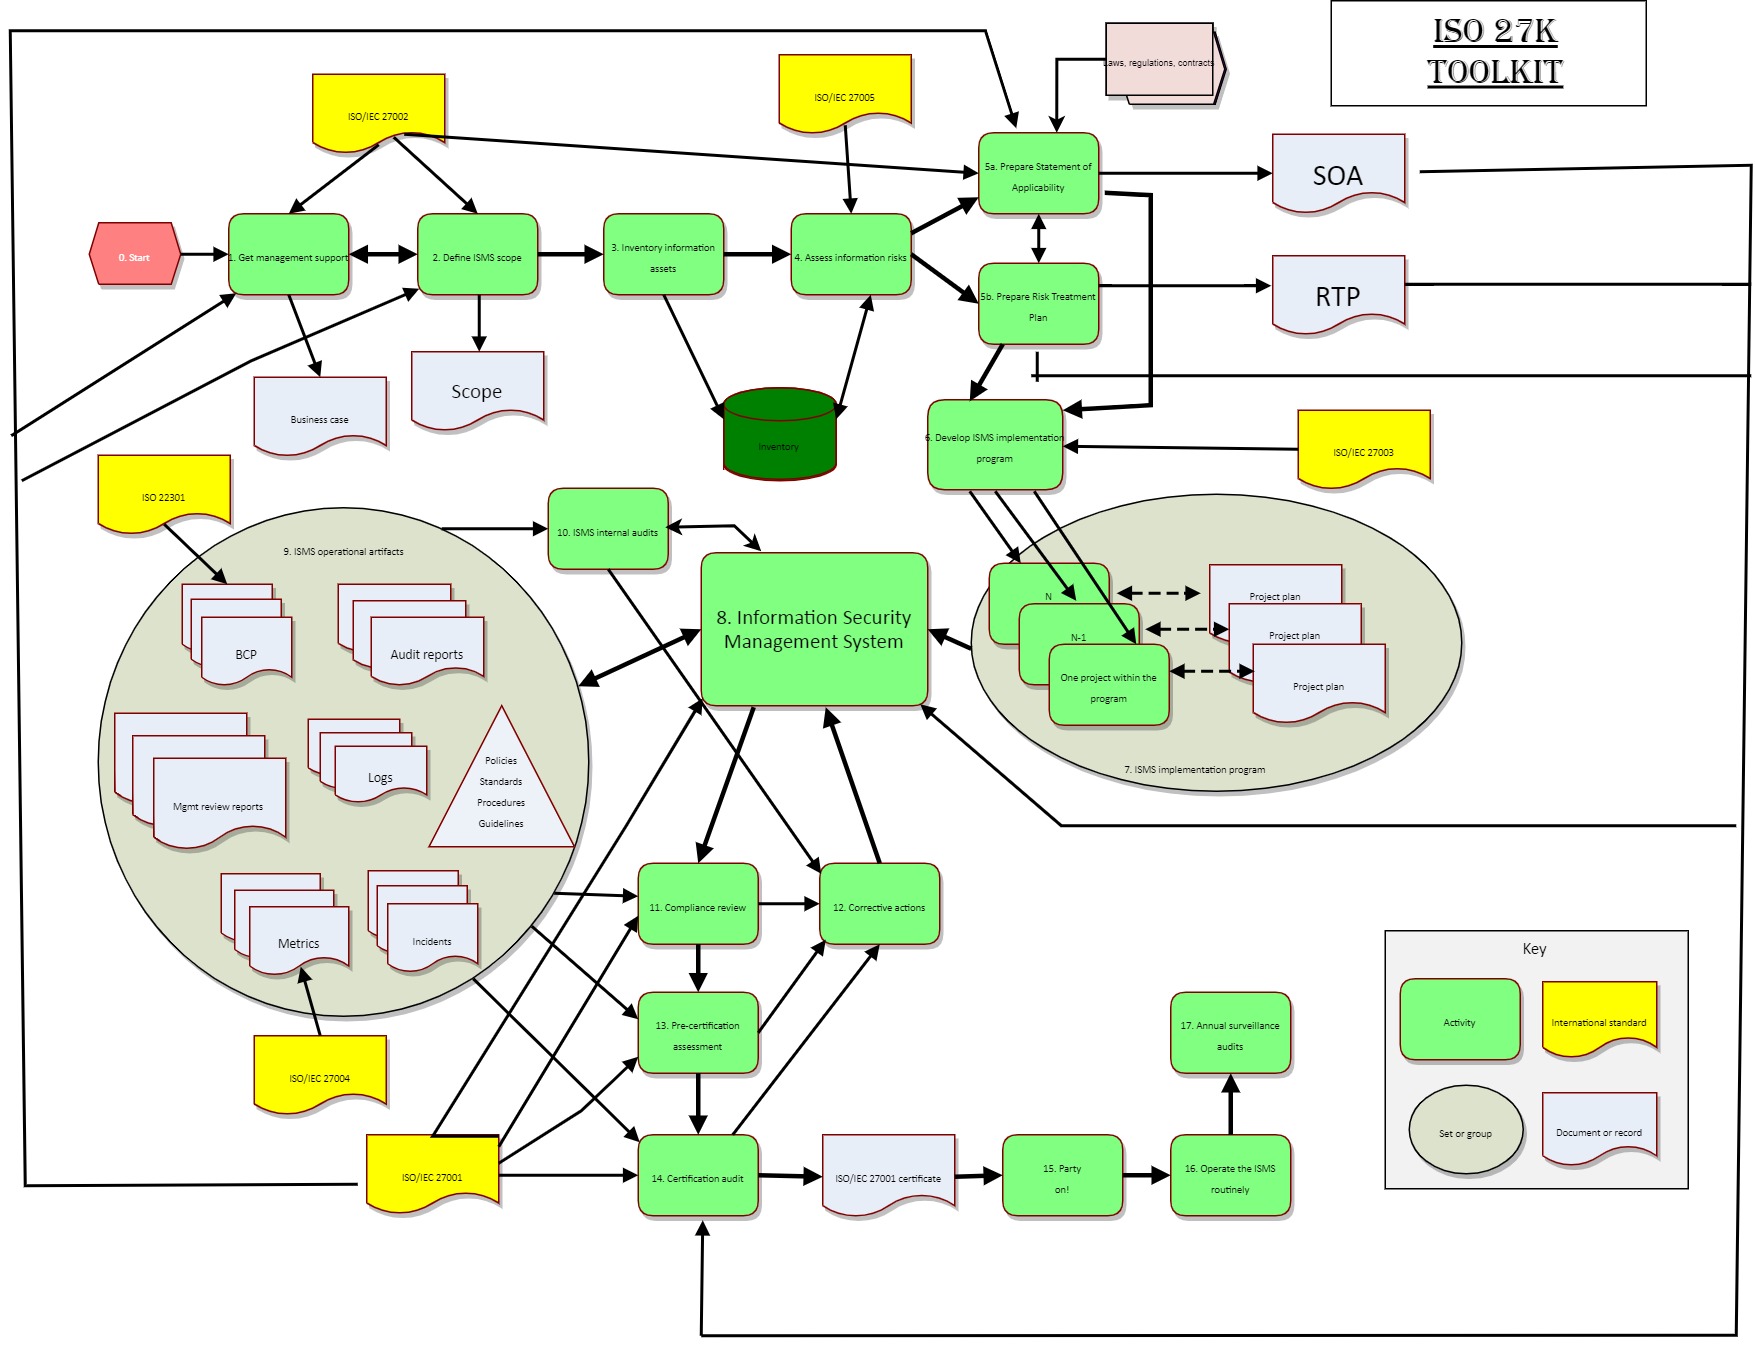 ISO 27K
TOOLKIT
Laws, regulations, contracts
ISO/IEC 27002
ISO/IEC 27005
5a. Prepare Statement of
Applicability
SOA
0. Start
1. Get management support
2. Define ISMS scope
3. Inventory information
assets
4. Assess information risks
5b. Prepare Risk Treatment
Plan
RTP
Business case
Scope
Inventory
6. Develop ISMS implementation
program
ISO/IEC 27003
ISO 22301
9. ISMS operational artifacts
10. ISMS internal audits
8. Information Security
Management System
N
N-1
One project within the
program
Project plan
Project plan
Project plan
7. ISMS implementation program
BCP
Audit reports
Mgmt review reports
Logs
Policies
Standards
Procedures
Guidelines
Metrics
Incidents
11. Compliance review
12. Corrective actions
13. Pre-certification
assessment
ISO/IEC 27004
ISO/IEC 27001
14. Certification audit
ISO/IEC 27001 certificate
15. Party
on!
16. Operate the ISMS
routinely
17. Annual surveillance
audits
Key
Activity
International standard
Set or group
Document or record